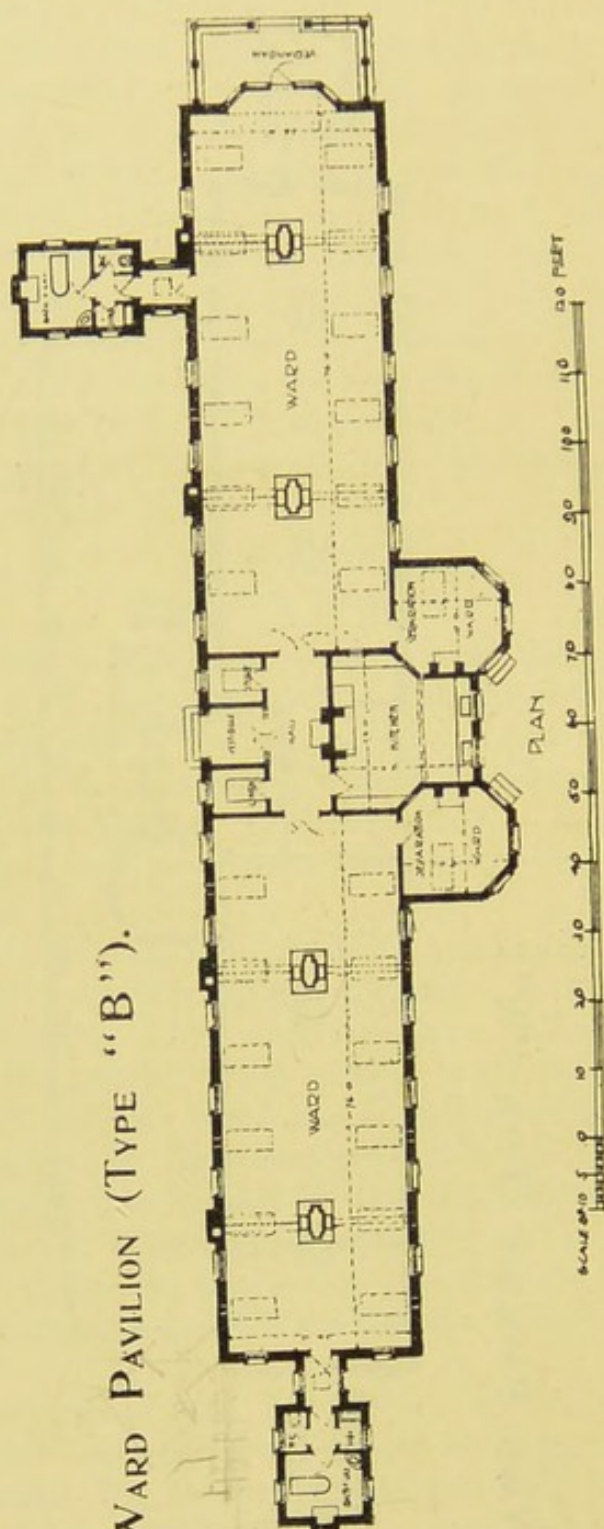 WARD PAVILION (TYPE “B”).
VERANDAH
WARD
WARD
HALL
KITCHEN
SEPARATION
WARD
SEPARATION
WARD
PLAN
SCALE OF 10 5 0 10 20 30 40 50 60 70 80 90 100 110 120 FEET